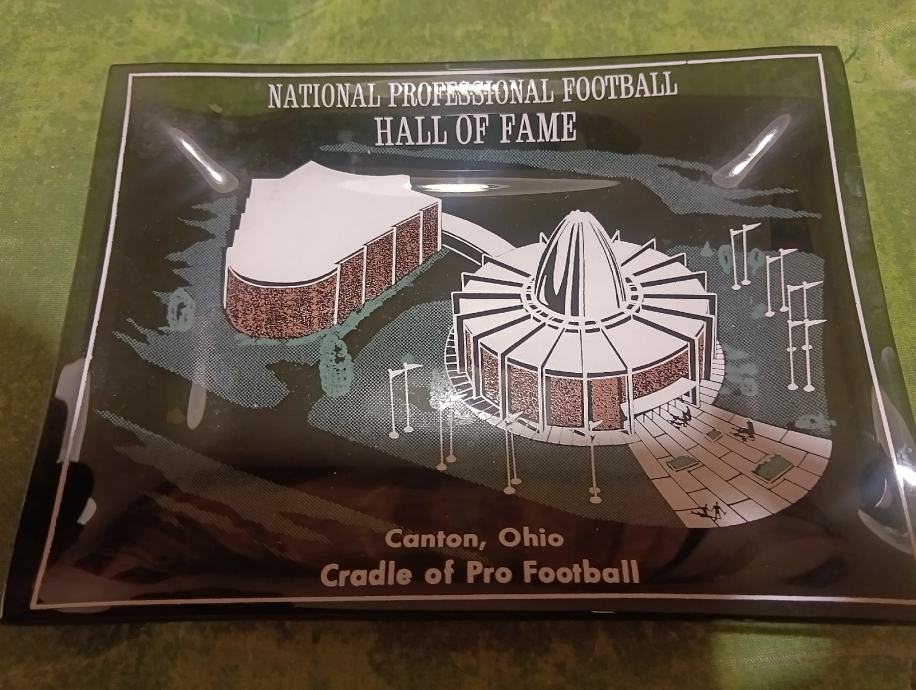 NATIONAL PROFESSIONAL FOOTBALL
HALL OF FAME
Canton, Ohio
Cradle of Pro Football